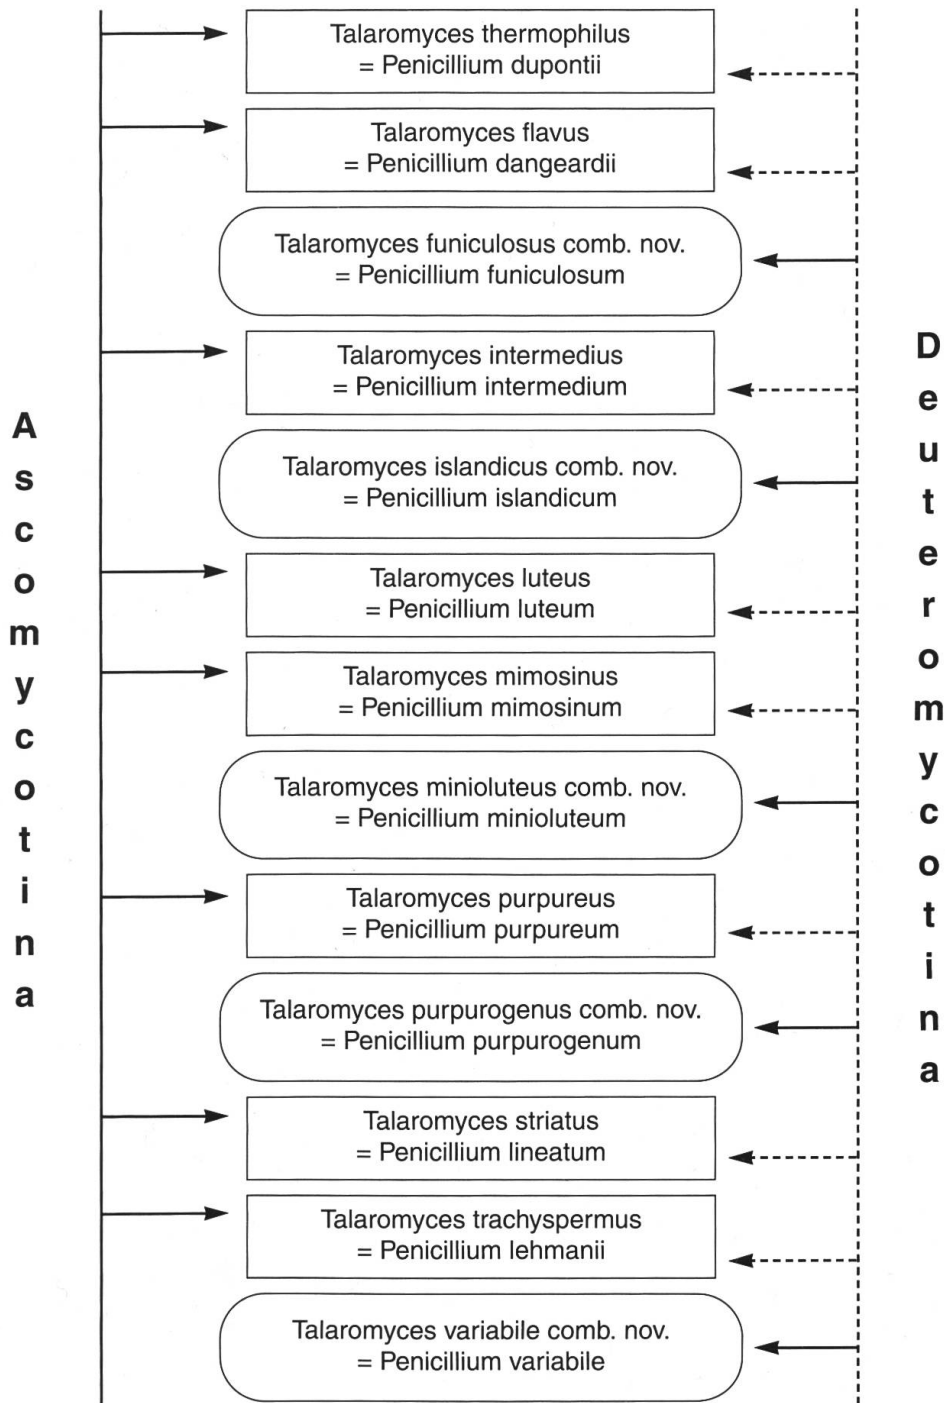 Ascomycotina
Talaromyces thermophilus
= Penicillium dupontii
Talaromyces flavus
= Penicillium dangeardii
Talaromyces funiculosus comb. nov.
= Penicillium funiculosum
Talaromyces intermedius
= Penicillium intermedium
Talaromyces islandicus comb. nov.
= Penicillium islandicum
Talaromyces luteus
= Penicillium luteum
Talaromyces mimosinus
= Penicillium mimosinum
Talaromyces minioluteus comb. nov.
= Penicillium minioluteum
Talaromyces purpureus
= Penicillium purpureum
Talaromyces purpurogenus comb. nov.
= Penicillium purpurogenum
Talaromyces striatus
= Penicillium lineatum
Talaromyces trachyspermus
= Penicillium lehmanii
Talaromyces variabile comb. nov.
= Penicillium variabile
Deuteromycotina